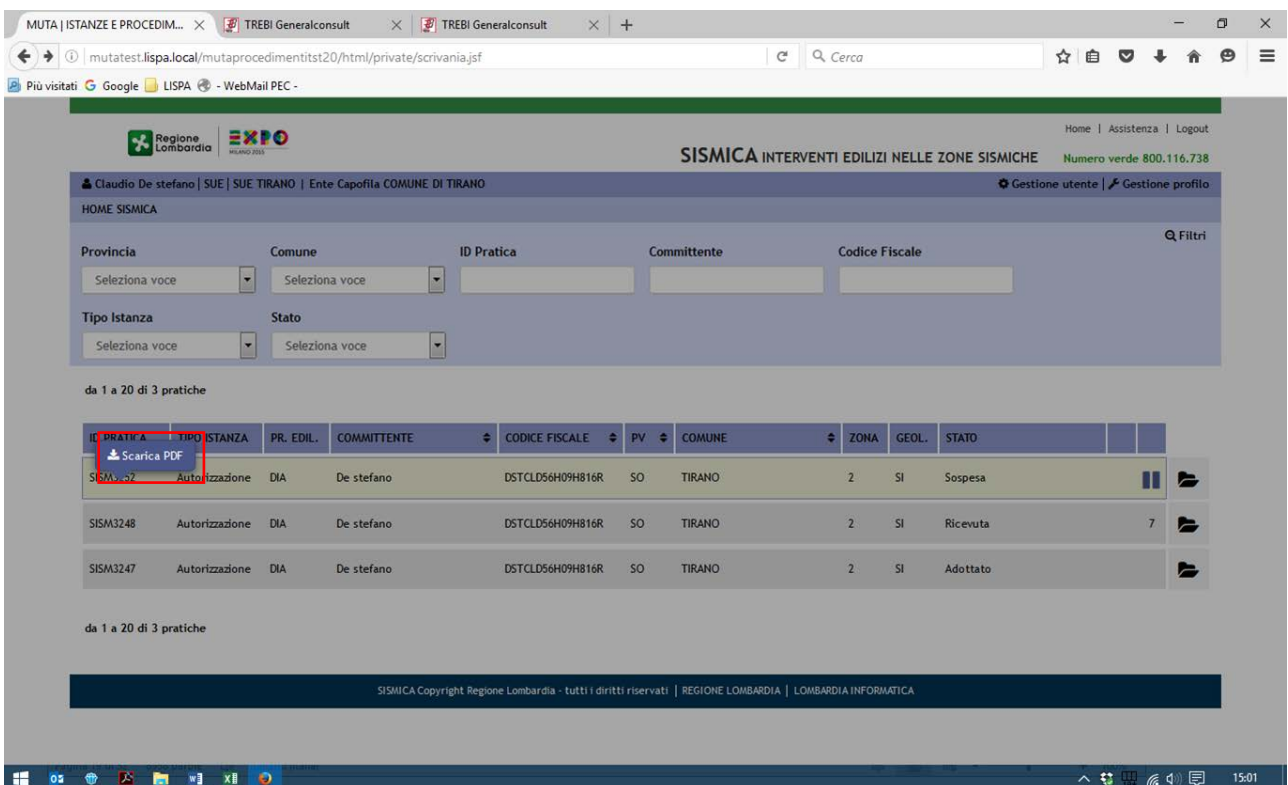 MUTA | ISTANZE E PROCEDIM... TREBI Generalconsult TREBI Generalconsult
mutatest.lispa.local/mutaprocedimentitst20/html/private/scrivania.jsf Cerca
Più visitati Google LISPA - WebMail PEC -
Home | Assistenza | Logout
Regione Lombardia EXPO MILANO 2015
SISMICA INTERVENTI EDILIZI NELLE ZONE SISMICHE Numero verde 800.116.738
Claudio De stefano | SUE | SUE TIRANO | Ente Capofila COMUNE DI TIRANO Gestione utente | Gestione profilo
HOME SISMICA
Filtri
Provincia Comune ID Pratica Committente Codice Fiscale
Seleziona voce Seleziona voce
Tipo Istanza Stato
Seleziona voce Seleziona voce
da 1 a 20 di 3 pratiche
ID PRATICA TIPO ISTANZA PR. EDIL. COMMITTENTE CODICE FISCALE PV COMUNE ZONA GEOL. STATO
Scarica PDF
SISM3252 Autorizzazione DIA De stefano DSTCLD56H09H816R SO TIRANO 2 SI Sospesa
SISM3248 Autorizzazione DIA De stefano DSTCLD56H09H816R SO TIRANO 2 SI Ricevuta 7
SISM3247 Autorizzazione DIA De stefano DSTCLD56H09H816R SO TIRANO 2 SI Adottato
da 1 a 20 di 3 pratiche
SISMICA Copyright Regione Lombardia - tutti i diritti riservati | REGIONE LOMBARDIA | LOMBARDIA INFORMATICA
15:01